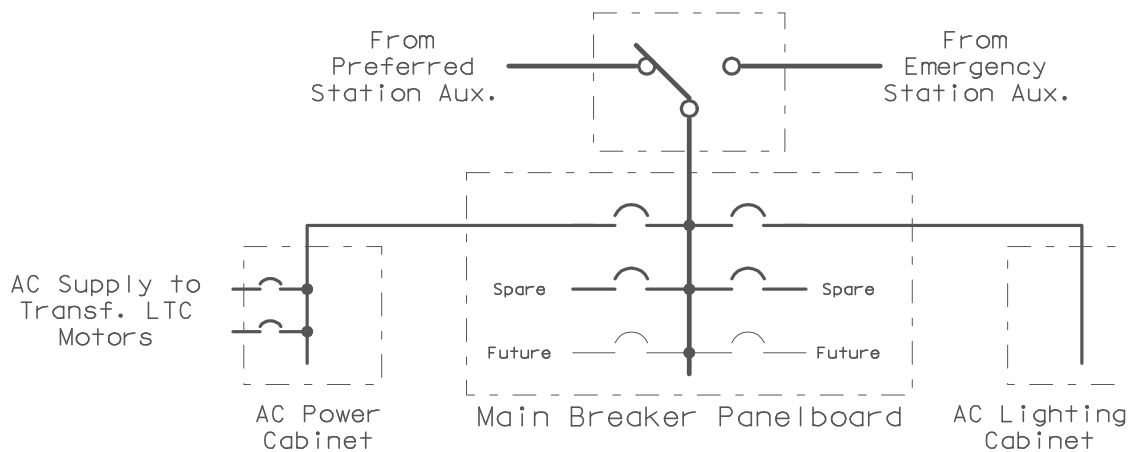 From
Preferred
Station Aux.
From
Emergency
Station Aux.
AC Supply to
Transf. LTC
Motors
Spare
Spare
Future
Future
AC Power
Cabinet
Main Breaker Panelboard
AC Lighting
Cabinet